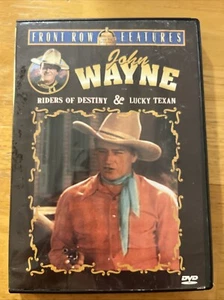 FRONT ROW FEATURES
John
WAYNE
RIDERS OF DESTINY & LUCKY TEXAN
DVD